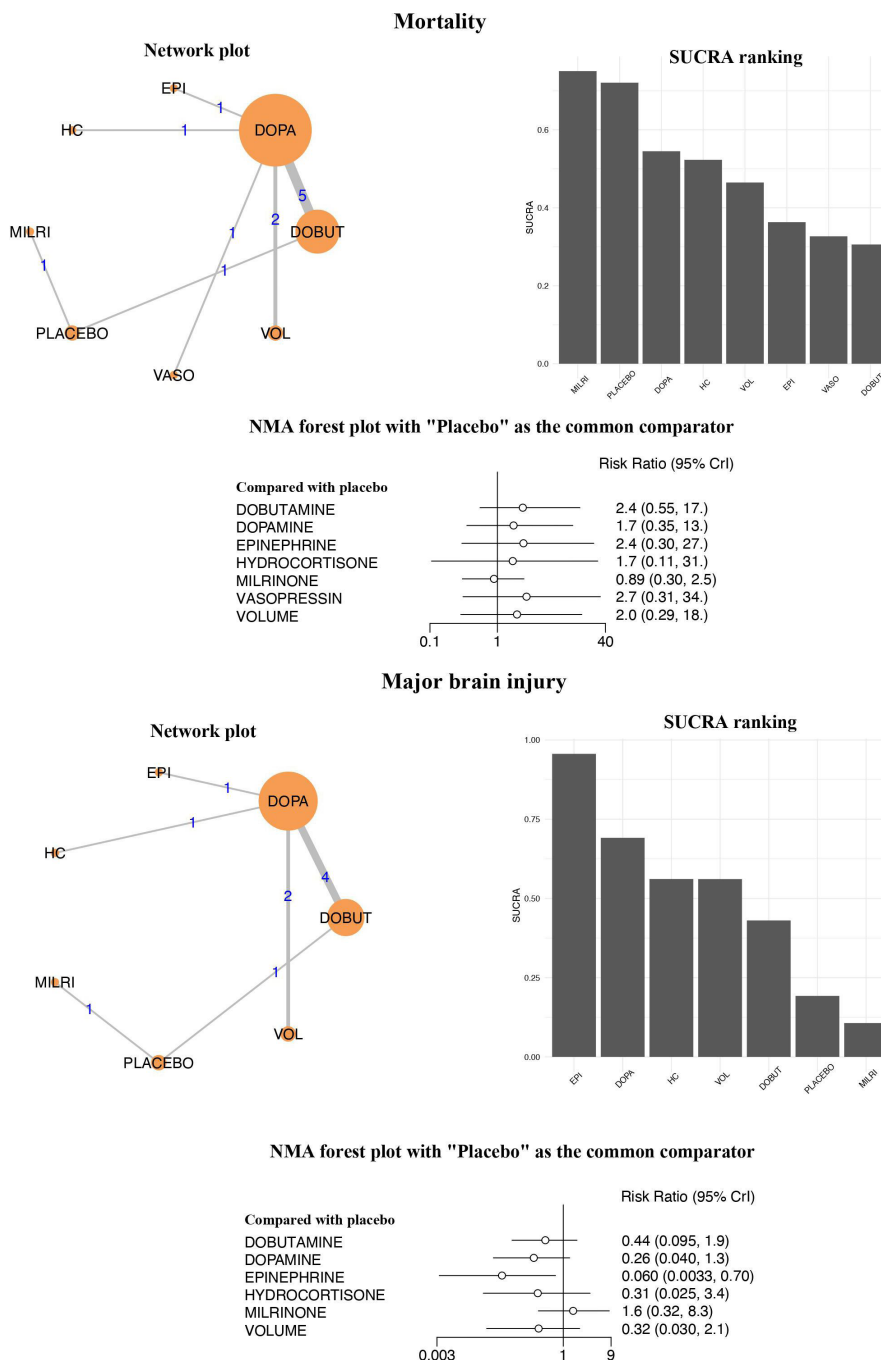 Mortality
Network plot
EPI
1
HC
1
DOPA
5
2
MILRI
DOBUT
1
1
1
PLACEBO
VOL
VASO
SUCRA ranking
0.6
0.4
0.2
0.0
SUCRA
MILRI
PLACEBO
DOPA
HC
VOL
EPI
VASO
DOBUT
NMA forest plot with "Placebo" as the common comparator
Risk Ratio (95% CrI)
Compared with placebo
DOBUTAMINE 2.4 (0.55, 17.)
DOPAMINE 1.7 (0.35, 13.)
EPINEPHRINE 2.4 (0.30, 27.)
HYDROCORTISONE 1.7 (0.11, 31.)
MILRINONE 0.89 (0.30, 2.5)
VASOPRESSIN 2.7 (0.31, 34.)
VOLUME 2.0 (0.29, 18.)
0.1 1 40
Major brain injury
Network plot
EPI
1
DOPA
1
HC
4
2
DOBUT
MILRI
1
1
VOL
PLACEBO
SUCRA ranking
1.00
0.75
0.50
0.25
0.00
SUCRA
EPI
DOPA
HC
VOL
DOBUT
PLACEBO
MILRI
NMA forest plot with "Placebo" as the common comparator
Risk Ratio (95% CrI)
Compared with placebo
DOBUTAMINE 0.44 (0.095, 1.9)
DOPAMINE 0.26 (0.040, 1.3)
EPINEPHRINE 0.060 (0.0033, 0.70)
HYDROCORTISONE 0.31 (0.025, 3.4)
MILRINONE 1.6 (0.32, 8.3)
VOLUME 0.32 (0.030, 2.1)
0.003 1 9